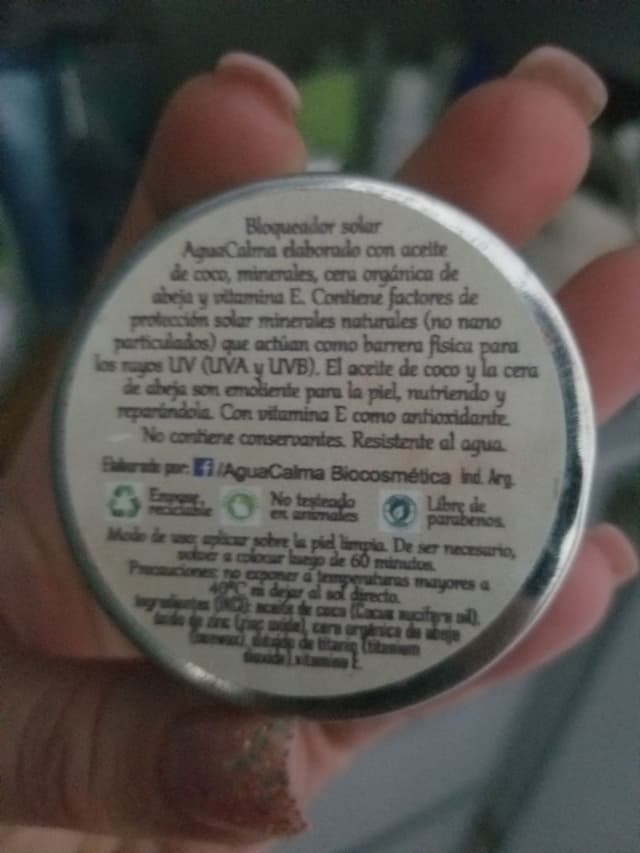 Bloqueador solar
AguaCalma elaborado con aceite
de coco, minerales, cera orgánica de
abeja y vitamina E. Contiene factores de
protección solar minerales naturales (no nano
particulados) que actúan como barrera física para
los rayos UV (UVA y UVB). El aceite de coco y la cera
de abeja son emoliente para la piel, nutriendo y
reparándola. Con vitamina E como antioxidante.
No contiene conservantes. Resistente al agua.
Elaborado por: f/AguaCalma Biocosmética Ind. Arg.
Envase reciclable No testeado en animales Libre de parabenos.
Modo de uso: aplicar sobre la piel limpia. De ser necesario,
volver a colocar luego de 60 minutos.
Precauciones: no exponer a temperaturas mayores a
40ºC ni dejar al sol directo.
Ingredientes (INCI): aceite de coco (Cocus nucifera oil),
óxido de zinc (zinc oxide), cera orgánica de abeja
(beeswax), dióxido de titanio (titanium
dioxide), vitamina E.